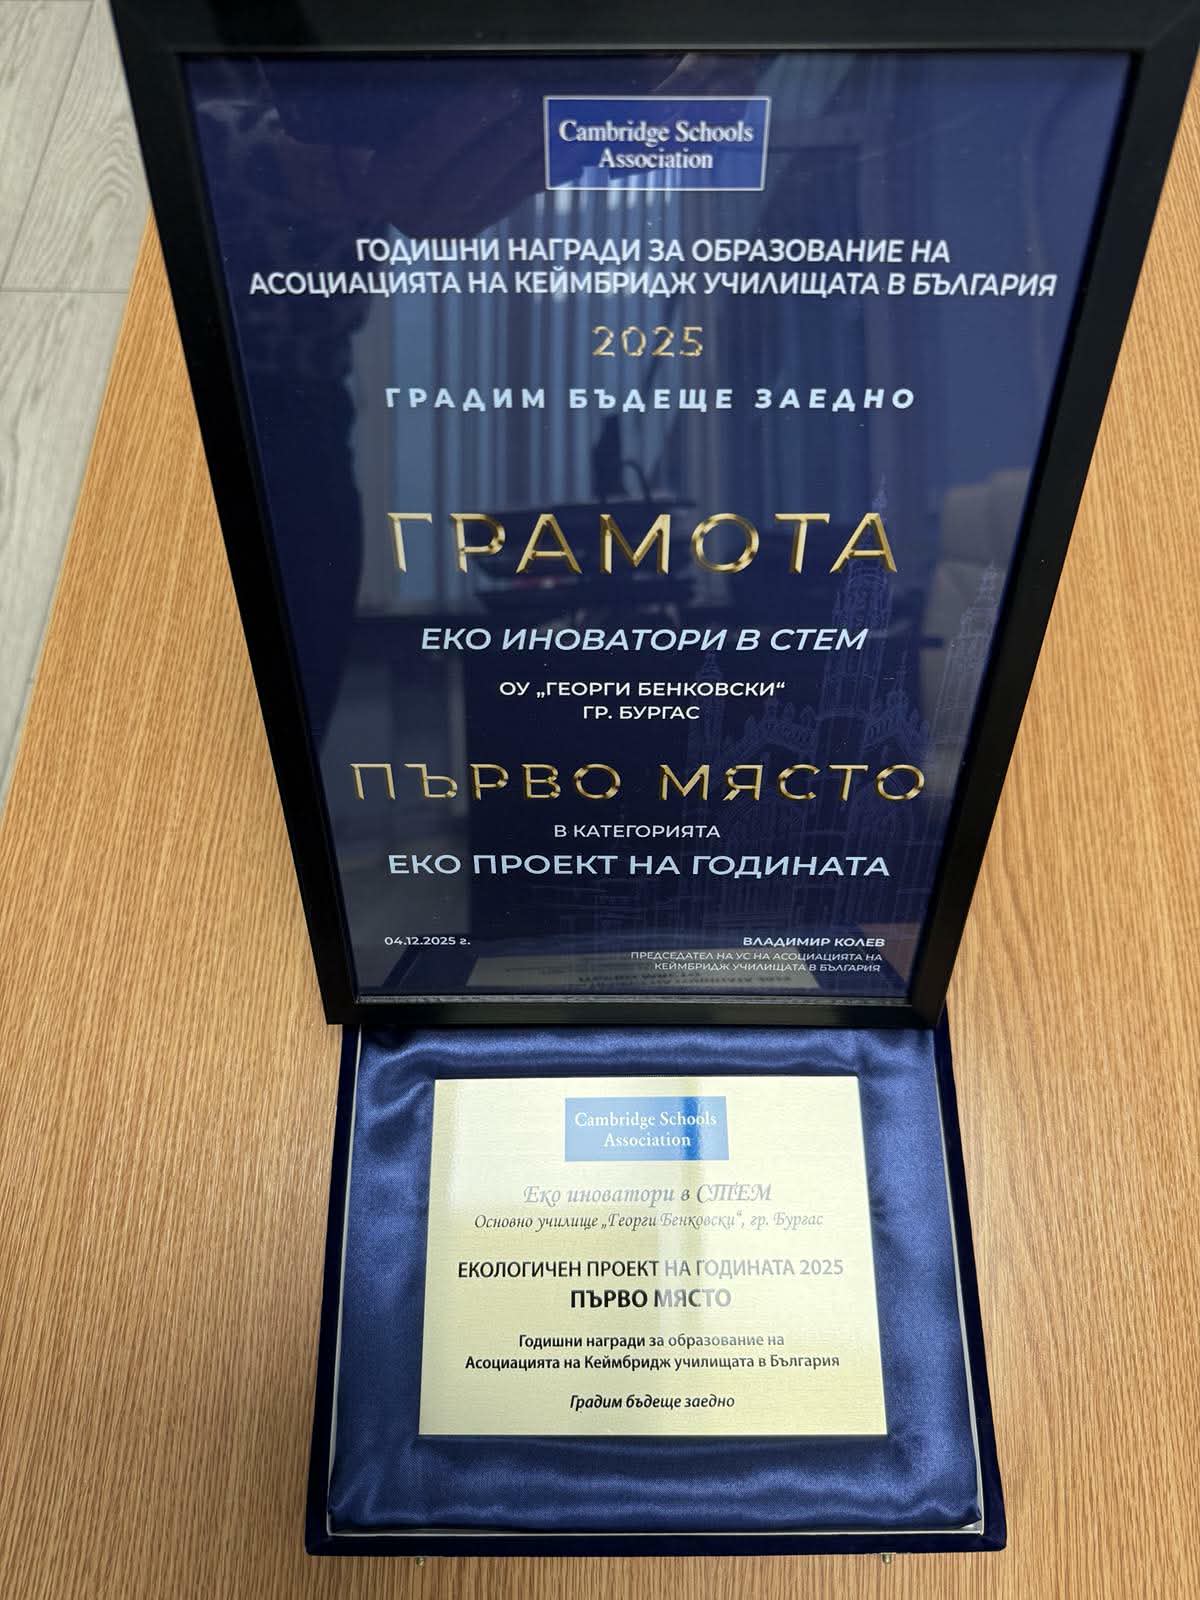 Cambridge Schools
Association
ГОДИШНИ НАГРАДИ ЗА ОБРАЗОВАНИЕ НА
АСОЦИАЦИЯТА НА КЕЙМБРИДЖ УЧИЛИЩАТА В БЪЛГАРИЯ
2025
ГРАДИМ БЪДЕЩЕ ЗАЕДНО
ГРАМОТА
ЕКО ИНОВАТОРИ В СТЕМ
ОУ „ГЕОРГИ БЕНКОВСКИ“
ГР. БУРГАС
ПЪРВО МЯСТО
В КАТЕГОРИЯТА
ЕКО ПРОЕКТ НА ГОДИНАТА
04.12.2025 г.
ВЛАДИМИР КОЛЕВ
ПРЕДСЕДАТЕЛ НА УС НА АСОЦИАЦИЯТА НА
КЕЙМБРИДЖ УЧИЛИЩАТА В БЪЛГАРИЯ
Cambridge Schools
Association
Еко иноватори в СТЕМ
Основно училище „Георги Бенковски“, гр. Бургас
ЕКОЛОГИЧЕН ПРОЕКТ НА ГОДИНАТА 2025
ПЪРВО МЯСТО
Годишни награди за образование на
Асоциацията на Кеймбридж училищата в България
Градим бъдеще заедно